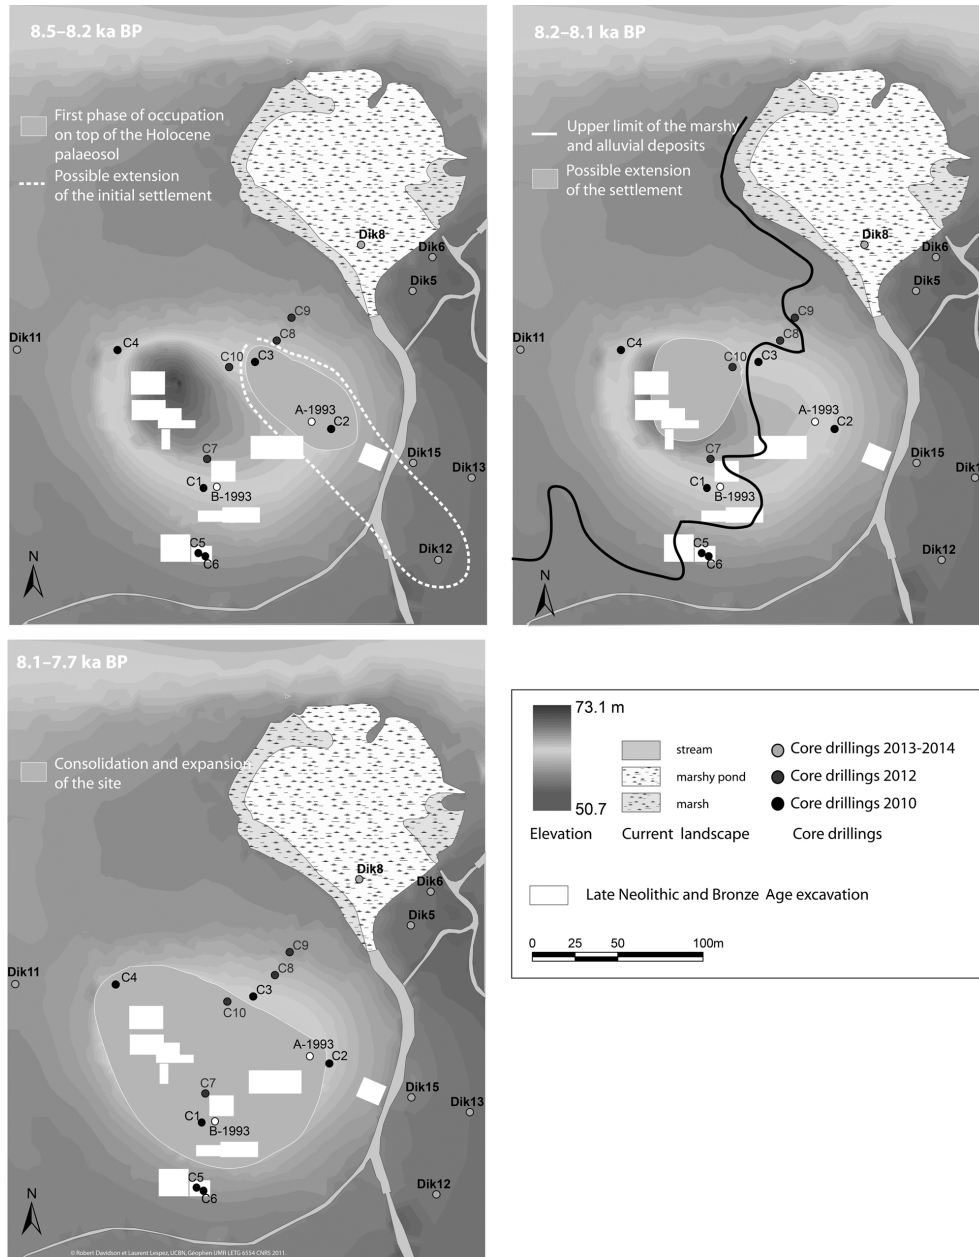 8.5–8.2 ka BP
First phase of occupation
on top of the Holocene
palaeosol
Possible extension
of the initial settlement
Dik8
Dik6
Dik5
C9
C8
Dik11
C4
C10
C3
A-1993
C2
C7
Dik15
Dik13
C1
B-1993
C5
C6
Dik12
N
8.2–8.1 ka BP
Upper limit of the marshy
and alluvial deposits
Possible extension
of the settlement
Dik8
Dik6
Dik5
C9
C8
Dik11
C4
C10
C3
A-1993
C2
C7
Dik15
Dik13
C1
B-1993
C5
C6
Dik12
N
8.1–7.7 ka BP
Consolidation and expansion
of the site
Dik8
Dik6
Dik5
C9
C8
Dik11
C4
C3
C10
A-1993
C2
C7
Dik15
Dik13
C1
B-1993
C5
C6
Dik12
N
© Robert Davidson et Laurent Lespez, UCBN, Géophen UMR LETG 6554 CNRS 2011.
73.1 m
50.7
Elevation
stream
marshy pond
marsh
Current landscape
Core drillings 2013-2014
Core drillings 2012
Core drillings 2010
Core drillings
Late Neolithic and Bronze Age excavation
0 25 50 100m